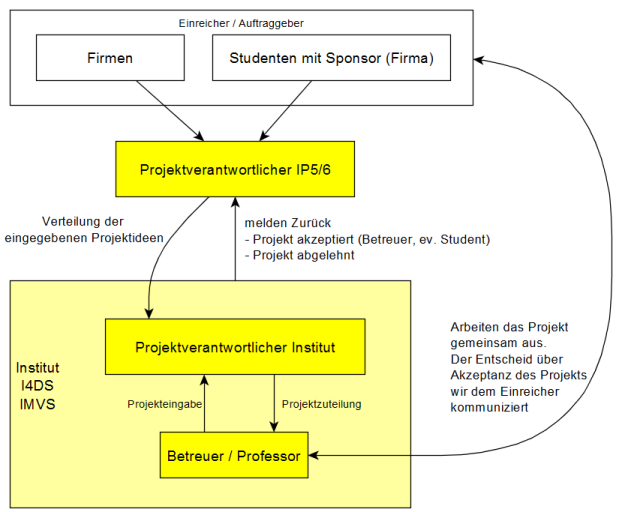 Einreicher / Auftraggeber
Firmen
Studenten mit Sponsor (Firma)
Projektverantwortlicher IP5/6
Verteilung der
eingegebenen Projektideen
melden Zurück
- Projekt akzeptiert (Betreuer, ev. Student)
- Projekt abgelehnt
Projektverantwortlicher Institut
Institut
I4DS
IMVS
Projekteingabe
Projektzuteilung
Betreuer / Professor
Arbeiten das Projekt
gemeinsam aus.
Der Entscheid über
Akzeptanz des Projekts
wir dem Einreicher
kommuniziert